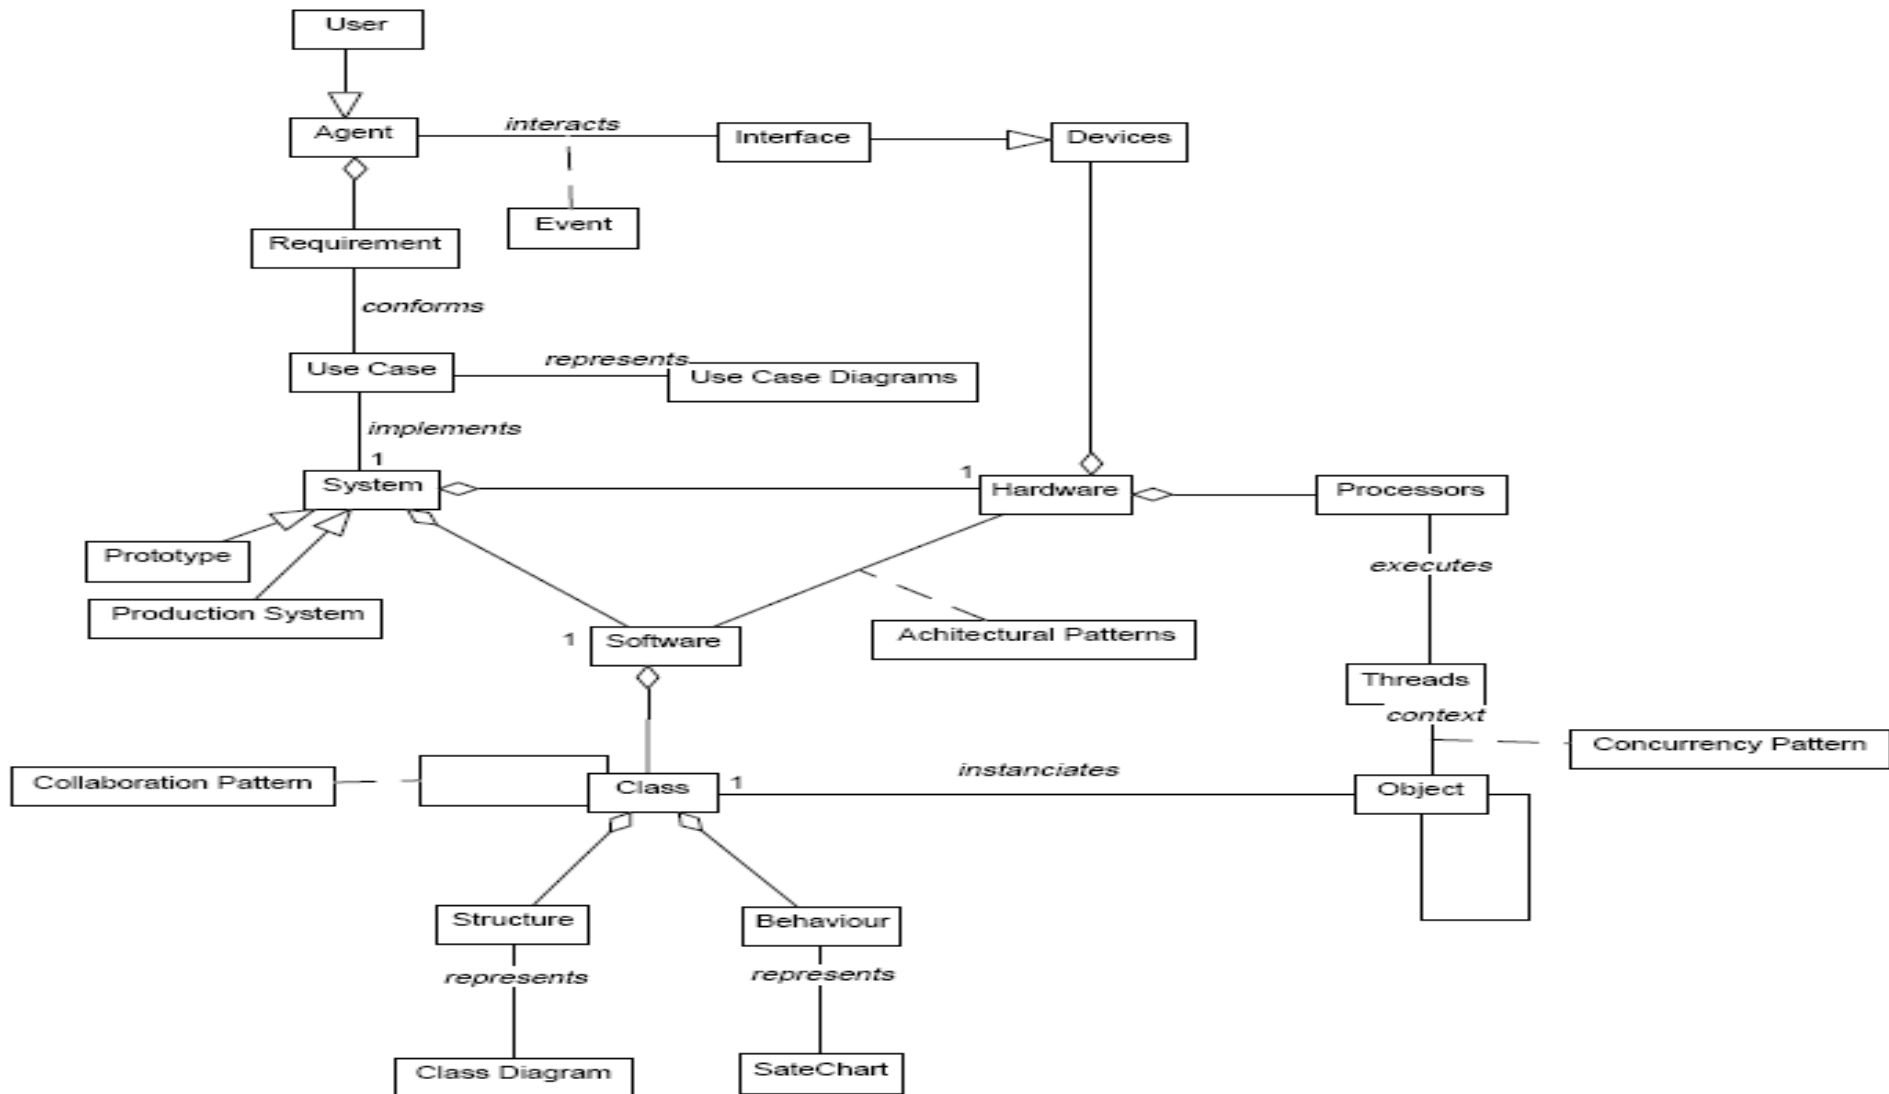 User
Agent
interacts
Interface
Devices
Event
Requirement
conforms
Use Case
represents
Use Case Diagrams
implements
1
System
1
Hardware
Processors
Prototype
executes
Production System
1
Software
Achitectural Patterns
Threads
context
Concurrency Pattern
Collaboration Pattern
Class
1
instanciates
Object
Structure
Behaviour
represents
represents
Class Diagram
SateChart